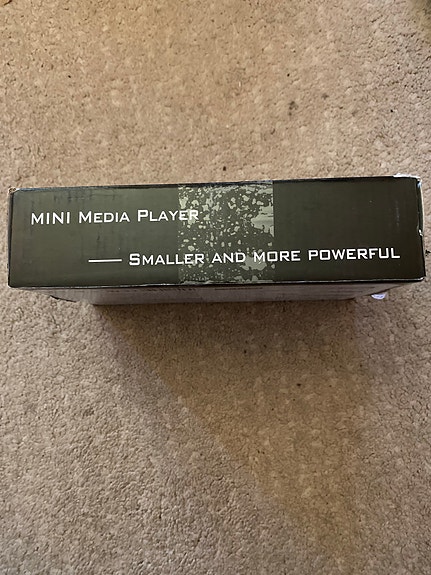 MINI MEDIA PLAYER
—— SMALLER AND MORE POWERFUL